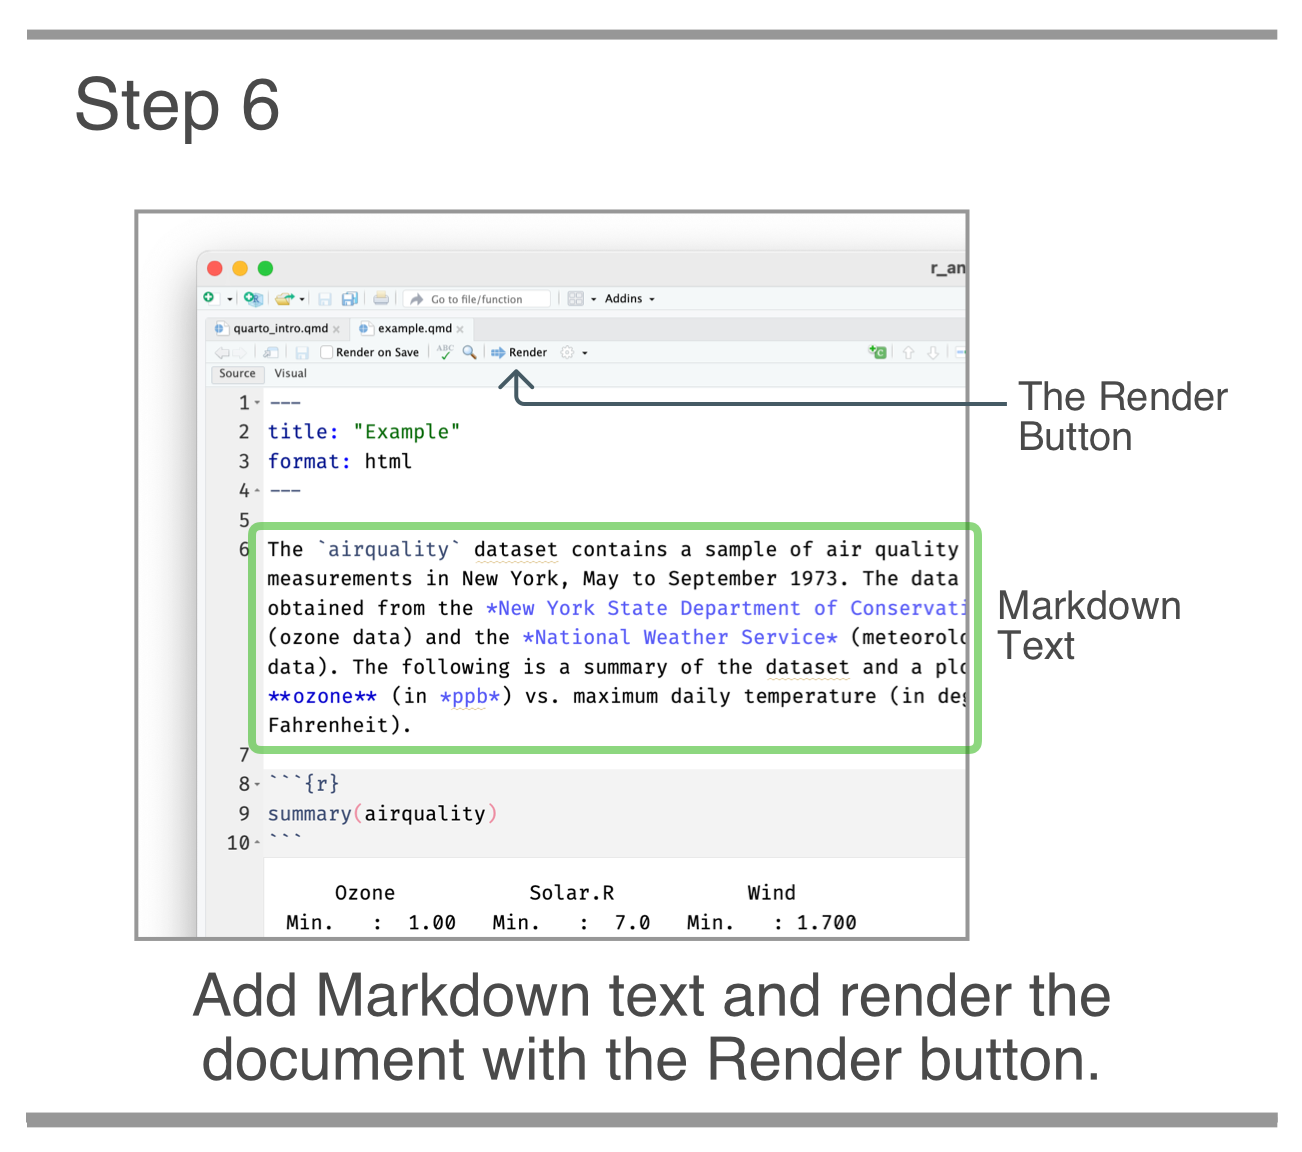 Step 6
r_an
Go to file/function
Addins
quarto_intro.qmd
example.qmd
Render on Save
ABC
Render
Source
Visual
1 ---
2 title: "Example"
3 format: html
4 ---
5
6 The `airquality` dataset contains a sample of air quality
measurements in New York, May to September 1973. The data
obtained from the *New York State Department of Conservati
(ozone data) and the *National Weather Service* (meteorolo
data). The following is a summary of the dataset and a plo
**ozone** (in *ppb*) vs. maximum daily temperature (in deg
Fahrenheit).
7
8 ```{r}
9 summary(airquality)
10 ```
Ozone Solar.R Wind
Min. : 1.00 Min. : 7.0 Min. : 1.700
The Render
Button
Markdown
Text
Add Markdown text and render the
document with the Render button.